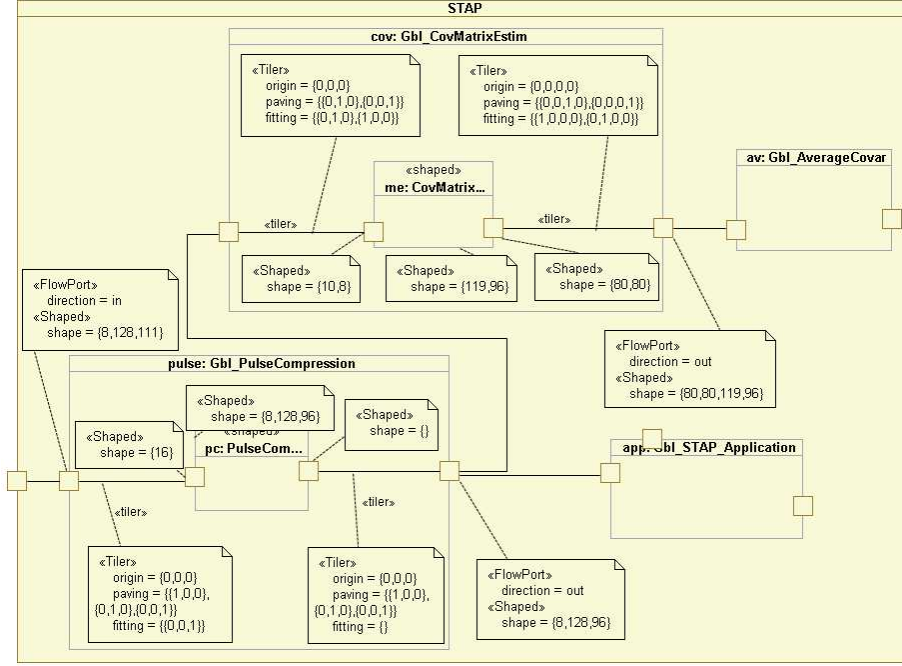 STAP
cov: Gbl_CovMatrixEstim
«Tiler»
origin = {0,0,0}
paving = {{0,1,0},{0,0,1}}
fitting = {{0,1,0},{1,0,0}}
«Tiler»
origin = {0,0,0,0}
paving = {{0,0,1,0},{0,0,0,1}}
fitting = {{1,0,0,0},{0,1,0,0}}
av: Gbl_AverageCovar
«shaped»
me: CovMatrix...
«tiler»
«tiler»
«Shaped»
shape = {10,8}
«Shaped»
shape = {119,96}
«Shaped»
shape = {80,80}
«FlowPort»
direction = in
«Shaped»
shape = {8,128,111}
«FlowPort»
direction = out
«Shaped»
shape = {80,80,119,96}
pulse: Gbl_PulseCompression
«Shaped»
shape = {8,128,96}
«Shaped»
shape = {}
«Shaped»
shape = {16}
«shaped»
pc: PulseCom...
app: Gbl_STAP_Application
«tiler»
«tiler»
«Tiler»
origin = {0,0,0}
paving = {{1,0,0},
{0,1,0},{0,0,1}}
fitting = {{0,0,1}}
«Tiler»
origin = {0,0,0}
paving = {{1,0,0},
{0,1,0},{0,0,1}}
fitting = {}
«FlowPort»
direction = out
«Shaped»
shape = {8,128,96}